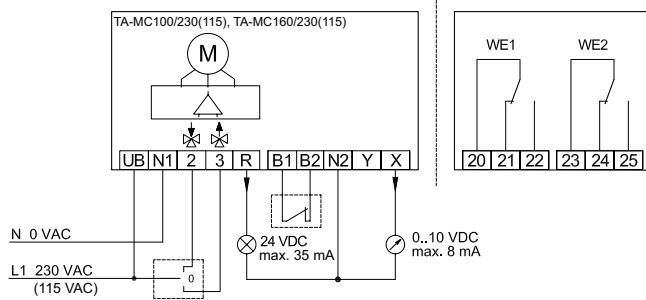 TA-MC100/230(115), TA-MC160/230(115)
M
UB N1 2 3 R B1 B2 N2 Y X
WE1 WE2
20 21 22 23 24 25
N 0 VAC
L1 230 VAC
(115 VAC)
0
24 VDC
max. 35 mA
0..10 VDC
max. 8 mA